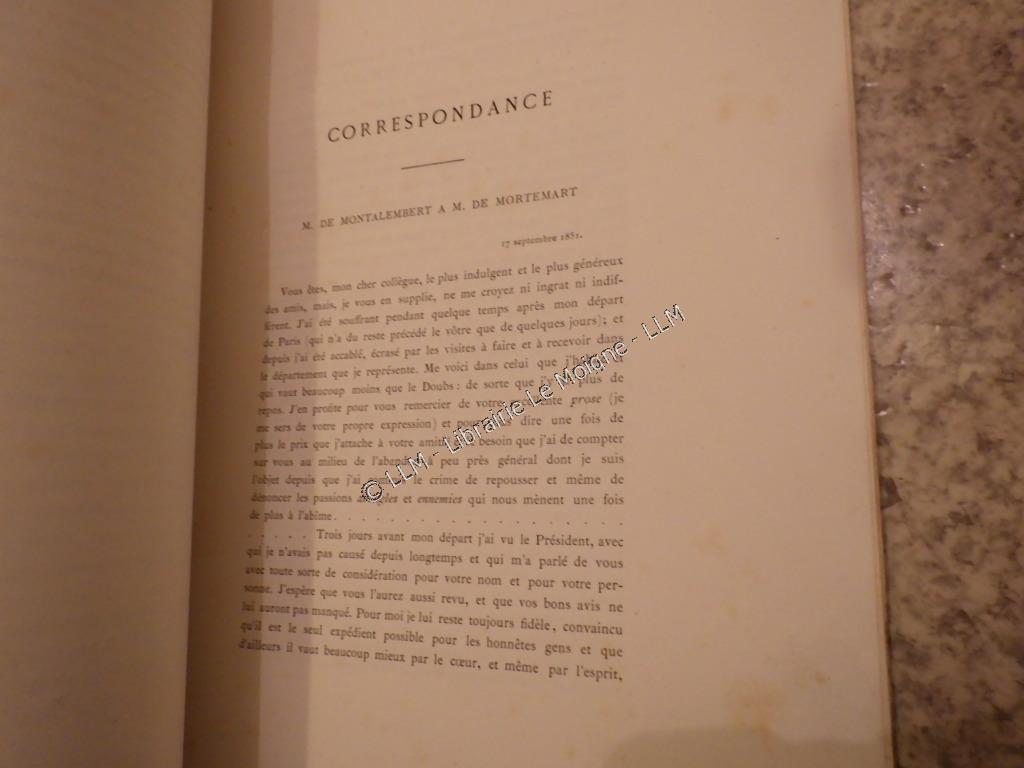 CORRESPONDANCE
M. DE MONTALEMBERT A M. DE MORTEMART
17 septembre 1851.
Vous êtes, mon cher collègue, le plus indulgent et le plus généreux
des amis, mais, je vous en supplie, ne me croyez ni ingrat ni indif-
férent. J'ai été souffrant pendant quelque temps après mon départ
de Paris (qui n'a du reste précédé le vôtre que de quelques jours); et
depuis j'ai été accablé, écrasé par les visites à faire et à recevoir dans
le département que je représente. Me voici dans celui que
qui vaut beaucoup moins que le Doubs : de sorte que plus de
repos. J'en profite pour vous remercier de votre prose (je
me sers de votre propre expression) et dire une fois de
plus le prix que j'attache à votre besoin que j'ai de compter
sur vous au milieu de à peu près général dont je suis
l'objet depuis que j'ai crime de repousser et même de
dénoncer les passions et ennemies qui nous mènent une fois
de plus à l'abîme. . . . . . . . . . . . . . . . . . .
. . . . . Trois jours avant mon départ j'ai vu le Président, avec
qui je n'avais pas causé depuis longtemps et qui m'a parlé de vous
avec toute sorte de considération pour votre nom et pour votre per-
sonne. J'espère que vous l'aurez aussi revu, et que vos bons avis ne
lui auront pas manqué. Pour moi je lui reste toujours fidèle, convaincu
qu'il est le seul expédient possible pour les honnêtes gens et que
d'ailleurs il vaut beaucoup mieux par le cœur, et même par l'esprit,
© LLM - Librairie Le Moigne - LLM